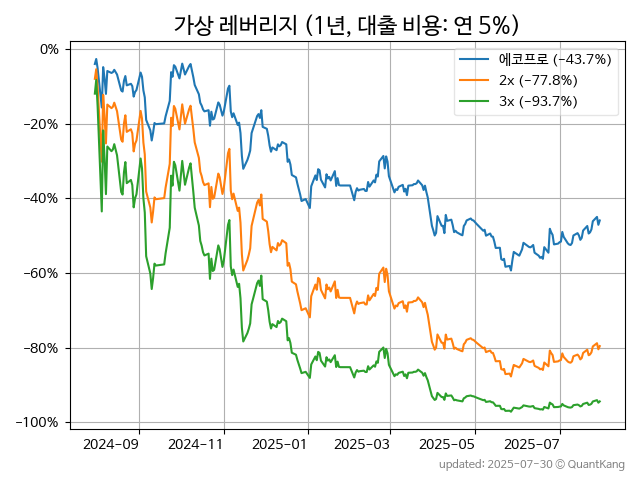 가상 레버리지 (1년, 대출 비용: 연 5%)
에코프로 (−43.7%)
2x (−77.8%)
3x (−93.7%)
0%
−20%
−40%
−60%
−80%
−100%
2024-09 2024-11 2025-01 2025-03 2025-05 2025-07
updated: 2025-07-30 © QuantKang